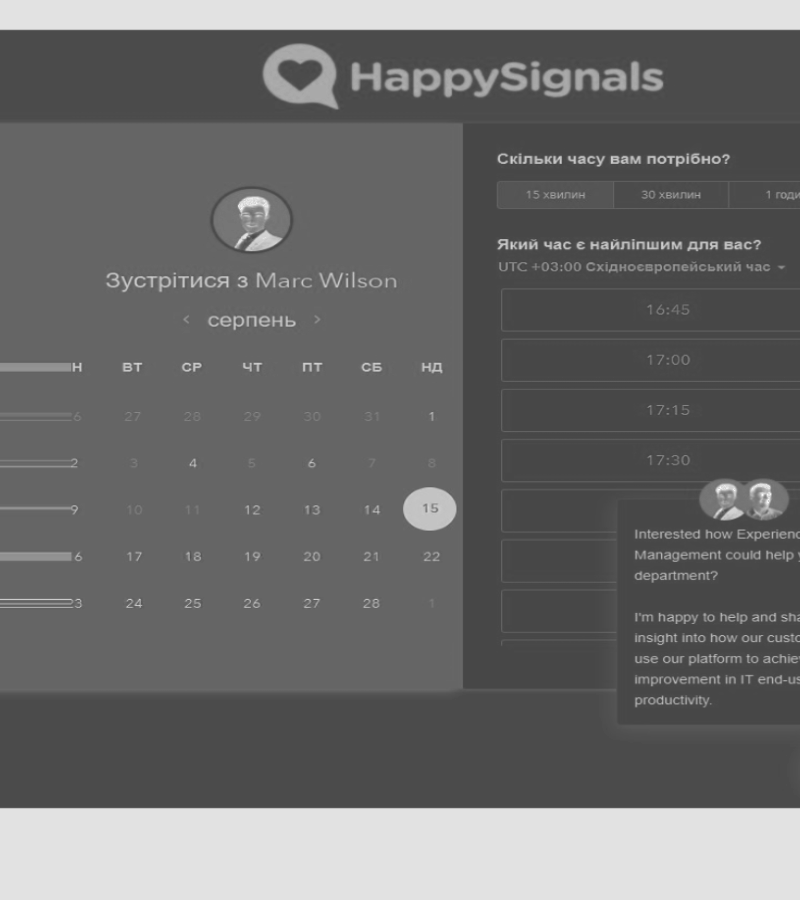 HappySignals
Зустрітися з Marc Wilson
‹ серпень ›
Н ВТ СР ЧТ ПТ СБ НД
6 27 28 29 30 31 1
2 3 4 5 6 7 8
9 10 11 12 13 14 15
6 17 18 19 20 21 22
3 24 25 26 27 28 1
Скільки часу вам потрібно?
15 хвилин 30 хвилин 1 годи
Який час є найліпшим для вас?
UTC +03:00 Східноєвропейський час
16:45
17:00
17:15
17:30
Interested how Experienc
Management could help y
department?
I'm happy to help and sha
insight into how our custo
use our platform to achie
improvement in IT end-us
productivity.